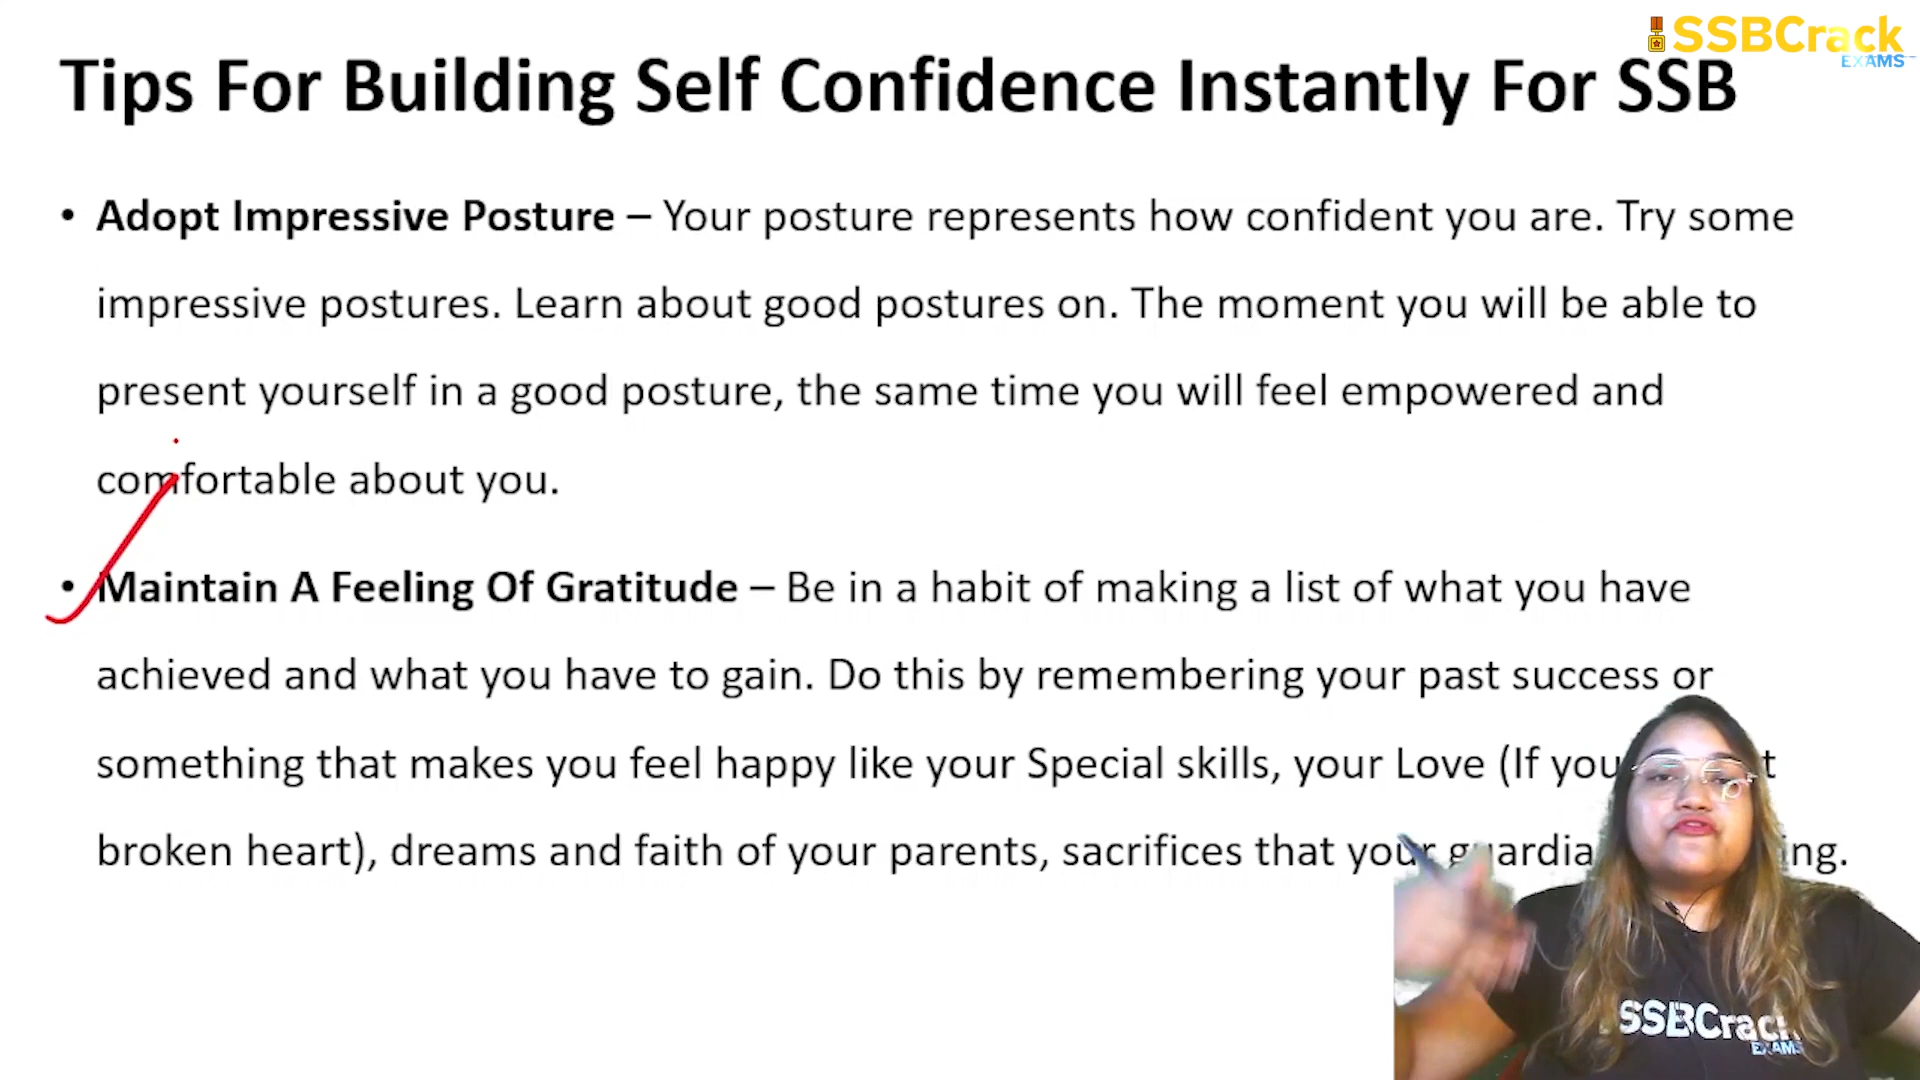 SSBCrack
EXAMS
Tips For Building Self Confidence Instantly For SSB
• Adopt Impressive Posture – Your posture represents how confident you are. Try some
impressive postures. Learn about good postures on. The moment you will be able to
present yourself in a good posture, the same time you will feel empowered and
comfortable about you.
• Maintain A Feeling Of Gratitude – Be in a habit of making a list of what you have
achieved and what you have to gain. Do this by remembering your past success or
something that makes you feel happy like your Special skills, your Love (If you
broken heart), dreams and faith of your parents, sacrifices that your
SSBCrack
EXAMS